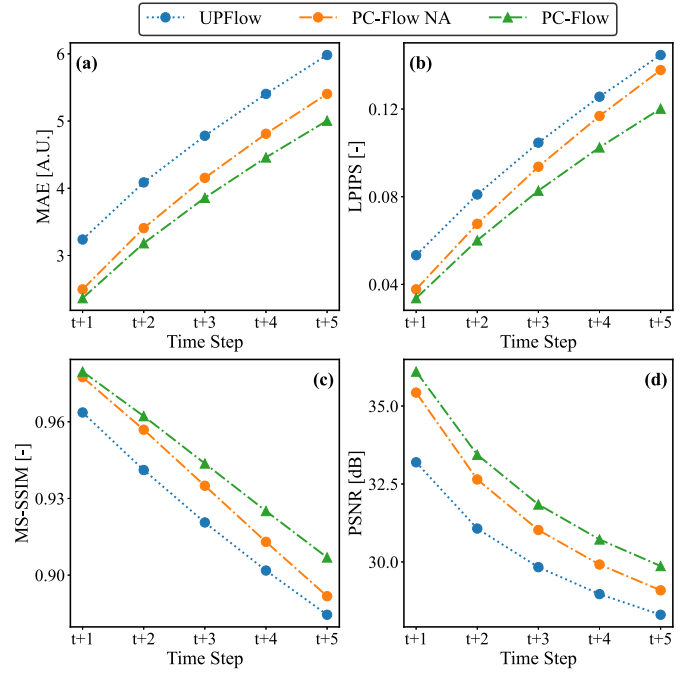 UPFlow PC-Flow NA PC-Flow
(a)
MAE [A.U.]
6
5
4
3
t+1 t+2 t+3 t+4 t+5
Time Step
(b)
LPIPS [-]
0.12
0.08
0.04
t+1 t+2 t+3 t+4 t+5
Time Step
(c)
MS-SSIM [-]
0.96
0.93
0.90
t+1 t+2 t+3 t+4 t+5
Time Step
(d)
PSNR [dB]
35.0
32.5
30.0
t+1 t+2 t+3 t+4 t+5
Time Step